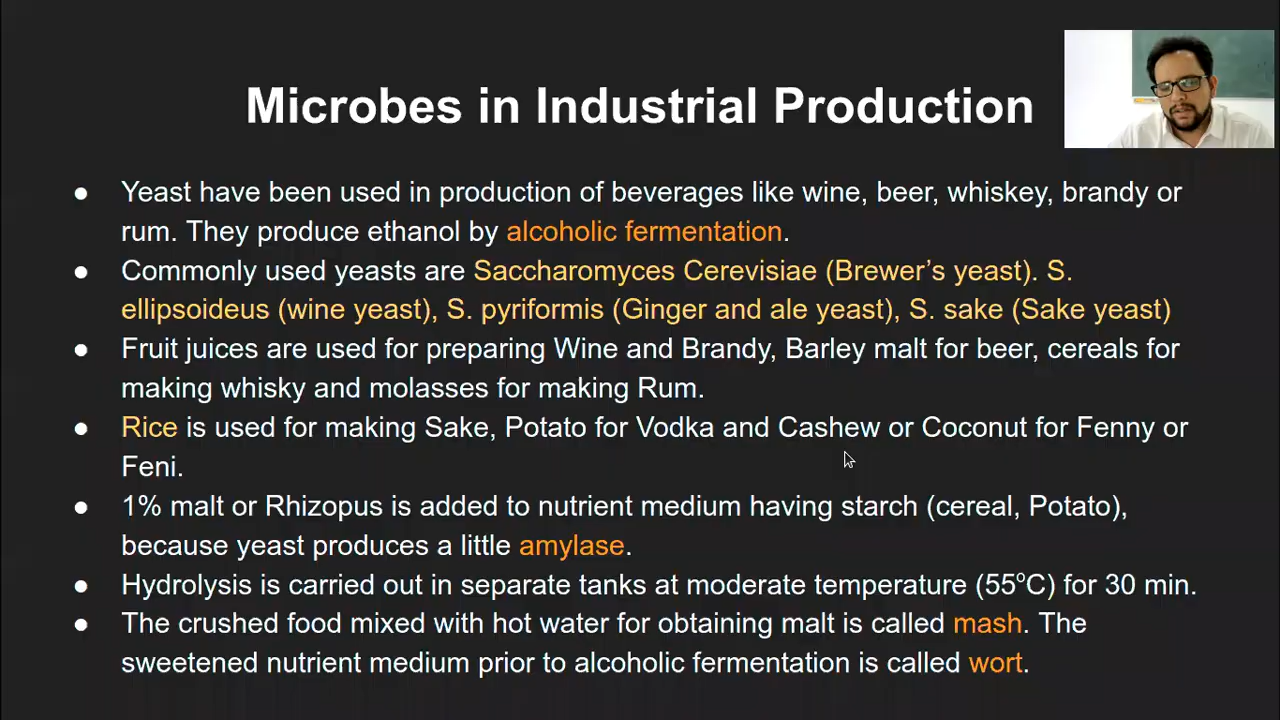 Microbes in Industrial Production
● Yeast have been used in production of beverages like wine, beer, whiskey, brandy or
rum. They produce ethanol by alcoholic fermentation.
● Commonly used yeasts are Saccharomyces Cerevisiae (Brewer’s yeast). S.
ellipsoideus (wine yeast), S. pyriformis (Ginger and ale yeast), S. sake (Sake yeast)
● Fruit juices are used for preparing Wine and Brandy, Barley malt for beer, cereals for
making whisky and molasses for making Rum.
● Rice is used for making Sake, Potato for Vodka and Cashew or Coconut for Fenny or
Feni.
● 1% malt or Rhizopus is added to nutrient medium having starch (cereal, Potato),
because yeast produces a little amylase.
● Hydrolysis is carried out in separate tanks at moderate temperature (55ºC) for 30 min.
● The crushed food mixed with hot water for obtaining malt is called mash. The
sweetened nutrient medium prior to alcoholic fermentation is called wort.